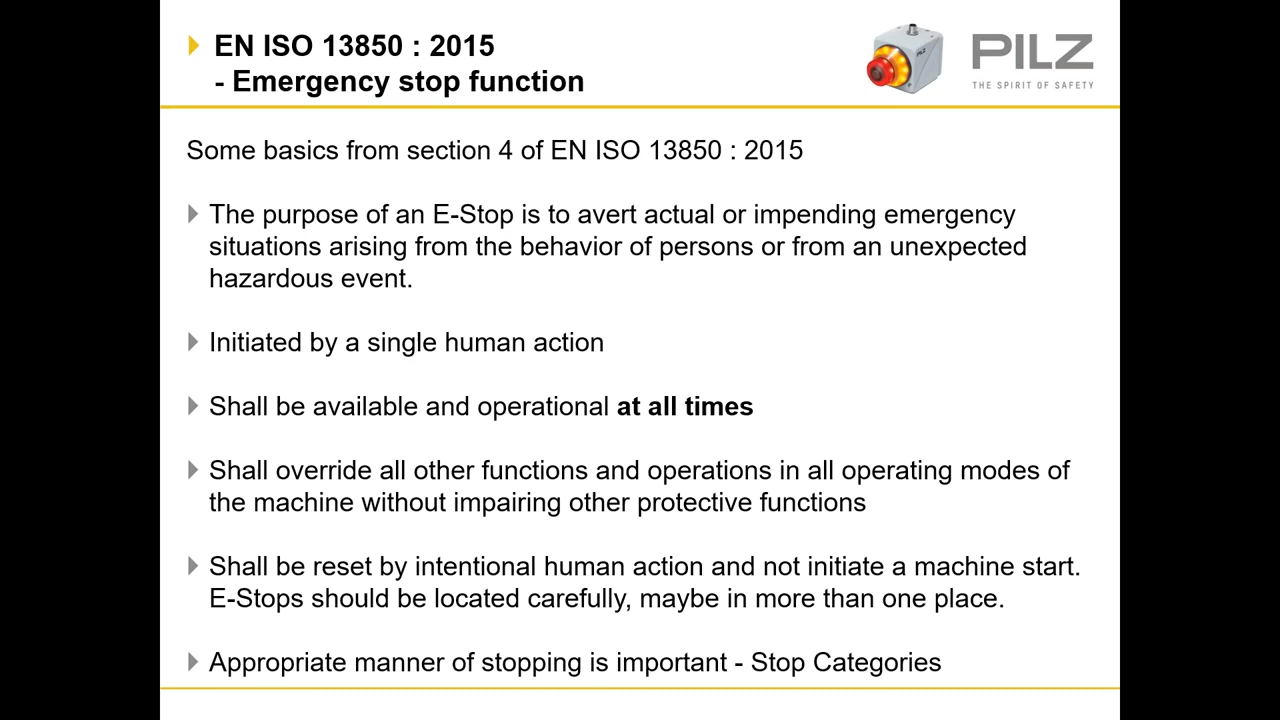 EN ISO 13850 : 2015
- Emergency stop function
PILZ
THE SPIRIT OF SAFETY
Some basics from section 4 of EN ISO 13850 : 2015
The purpose of an E-Stop is to avert actual or impending emergency
situations arising from the behavior of persons or from an unexpected
hazardous event.
Initiated by a single human action
Shall be available and operational at all times
Shall override all other functions and operations in all operating modes of
the machine without impairing other protective functions
Shall be reset by intentional human action and not initiate a machine start.
E-Stops should be located carefully, maybe in more than one place.
Appropriate manner of stopping is important - Stop Categories